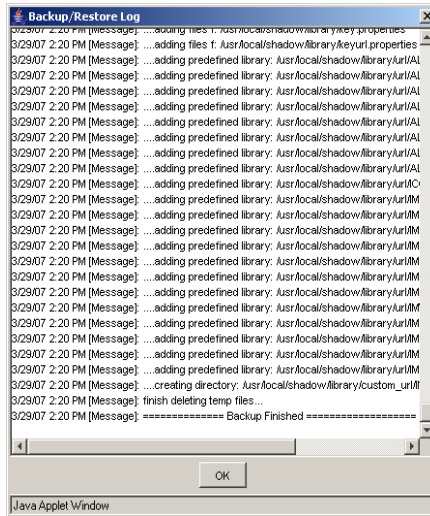 Backup/Restore Log
3/29/07 2:20 PM [Message]: ....adding files f: /usr/local/shadow/library/key.properties
3/29/07 2:20 PM [Message]: ....adding files f: /usr/local/shadow/library/keyurl.properties
3/29/07 2:20 PM [Message]: ....adding predefined library: /usr/local/shadow/library/url/AL
3/29/07 2:20 PM [Message]: ....adding predefined library: /usr/local/shadow/library/url/AL
3/29/07 2:20 PM [Message]: ....adding predefined library: /usr/local/shadow/library/url/AL
3/29/07 2:20 PM [Message]: ....adding predefined library: /usr/local/shadow/library/url/AL
3/29/07 2:20 PM [Message]: ....adding predefined library: /usr/local/shadow/library/url/AL
3/29/07 2:20 PM [Message]: ....adding predefined library: /usr/local/shadow/library/url/AL
3/29/07 2:20 PM [Message]: ....adding predefined library: /usr/local/shadow/library/url/AL
3/29/07 2:20 PM [Message]: ....adding predefined library: /usr/local/shadow/library/url/AL
3/29/07 2:20 PM [Message]: ....adding predefined library: /usr/local/shadow/library/url/IC
3/29/07 2:20 PM [Message]: ....adding predefined library: /usr/local/shadow/library/url/IM
3/29/07 2:20 PM [Message]: ....adding predefined library: /usr/local/shadow/library/url/IM
3/29/07 2:20 PM [Message]: ....adding predefined library: /usr/local/shadow/library/url/IM
3/29/07 2:20 PM [Message]: ....adding predefined library: /usr/local/shadow/library/url/IM
3/29/07 2:20 PM [Message]: ....adding predefined library: /usr/local/shadow/library/url/IM
3/29/07 2:20 PM [Message]: ....adding predefined library: /usr/local/shadow/library/url/IM
3/29/07 2:20 PM [Message]: ....adding predefined library: /usr/local/shadow/library/url/IM
3/29/07 2:20 PM [Message]: ....adding predefined library: /usr/local/shadow/library/url/IM
3/29/07 2:20 PM [Message]: ....adding predefined library: /usr/local/shadow/library/url/IM
3/29/07 2:20 PM [Message]: ....adding predefined library: /usr/local/shadow/library/url/IM
3/29/07 2:20 PM [Message]: ....creating directory: /usr/local/shadow/library/custom_url/
3/29/07 2:20 PM [Message]: finish deleting temp files...
3/29/07 2:20 PM [Message]: ============== Backup Finished ===================
OK
Java Applet Window